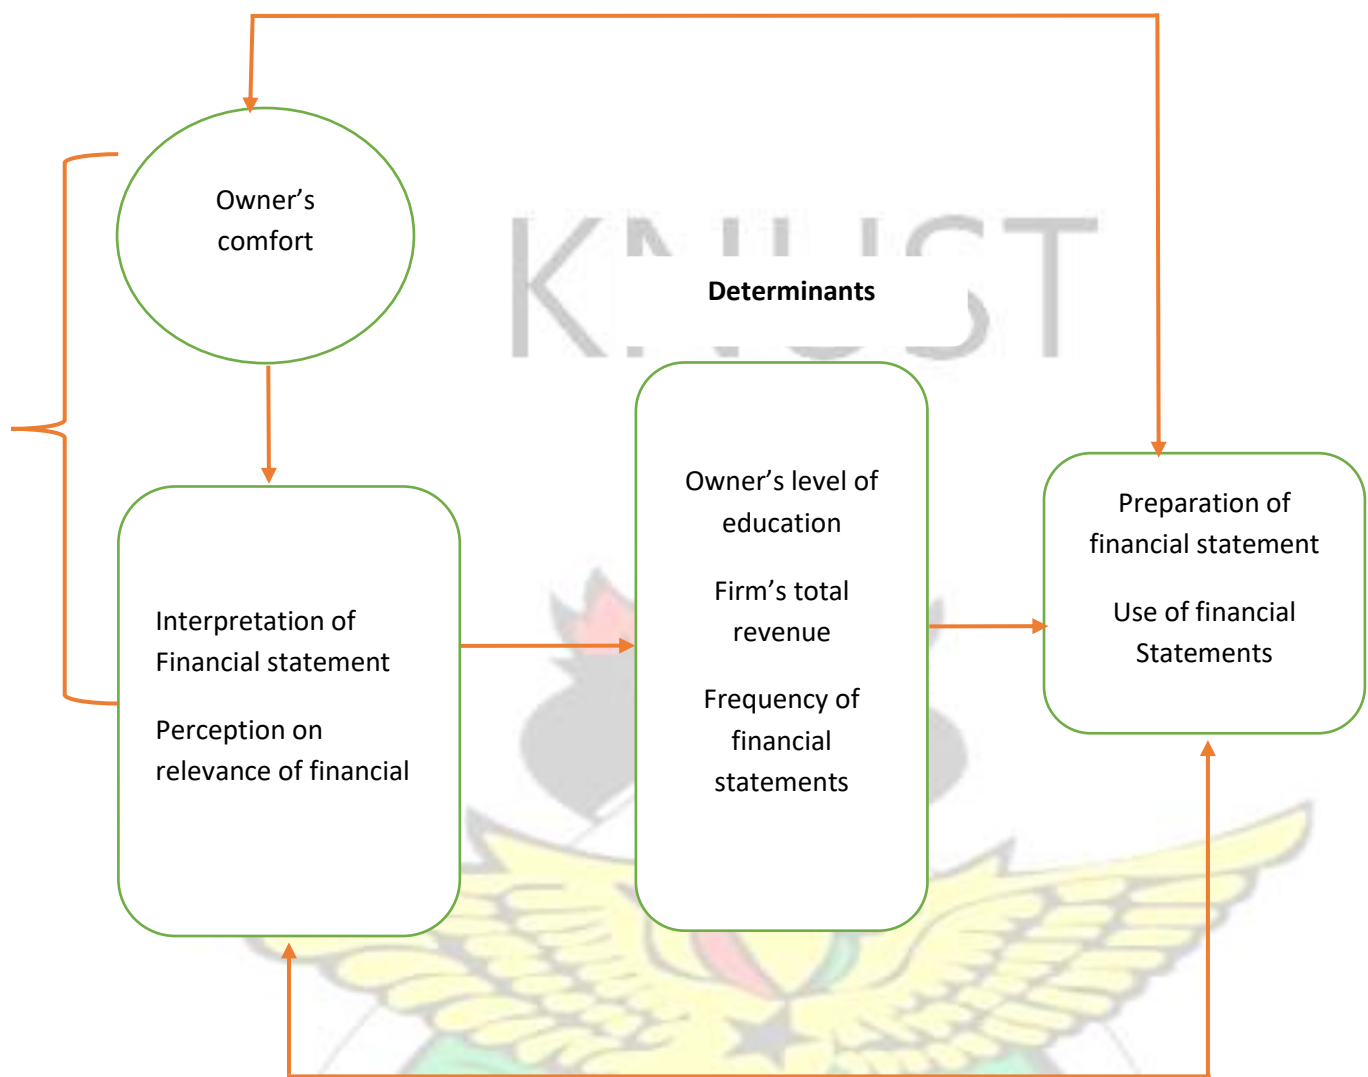 KNUST
Owner’s
comfort
Determinants
Interpretation of
Financial statement
Perception on
relevance of financial
Owner’s level of
education
Firm’s total
revenue
Frequency of
financial
statements
Preparation of
financial statement
Use of financial
Statements